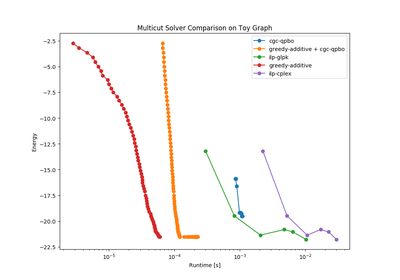 Multicut Solver Comparison on Toy Graph
cgc-qpbo
greedy-additive + cgc-qpbo
ilp-glpk
greedy-additive
ilp-cplex
Energy
−2.5
−5.0
−7.5
−10.0
−12.5
−15.0
−17.5
−20.0
−22.5
10⁻⁵
10⁻⁴
10⁻³
10⁻²
Runtime [s]